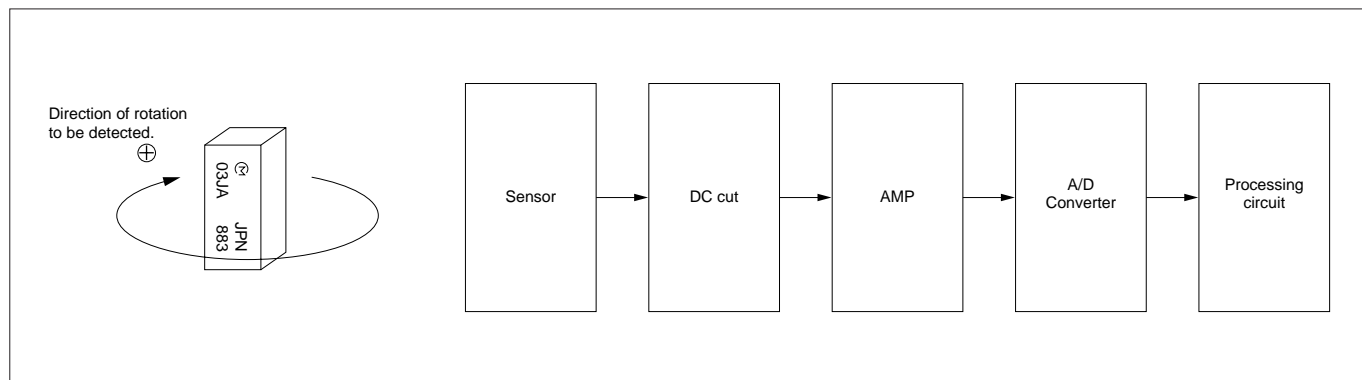 Direction of rotation
to be detected.
03JA
JPN
883
Sensor
DC cut
AMP
A/D
Converter
Processing
circuit